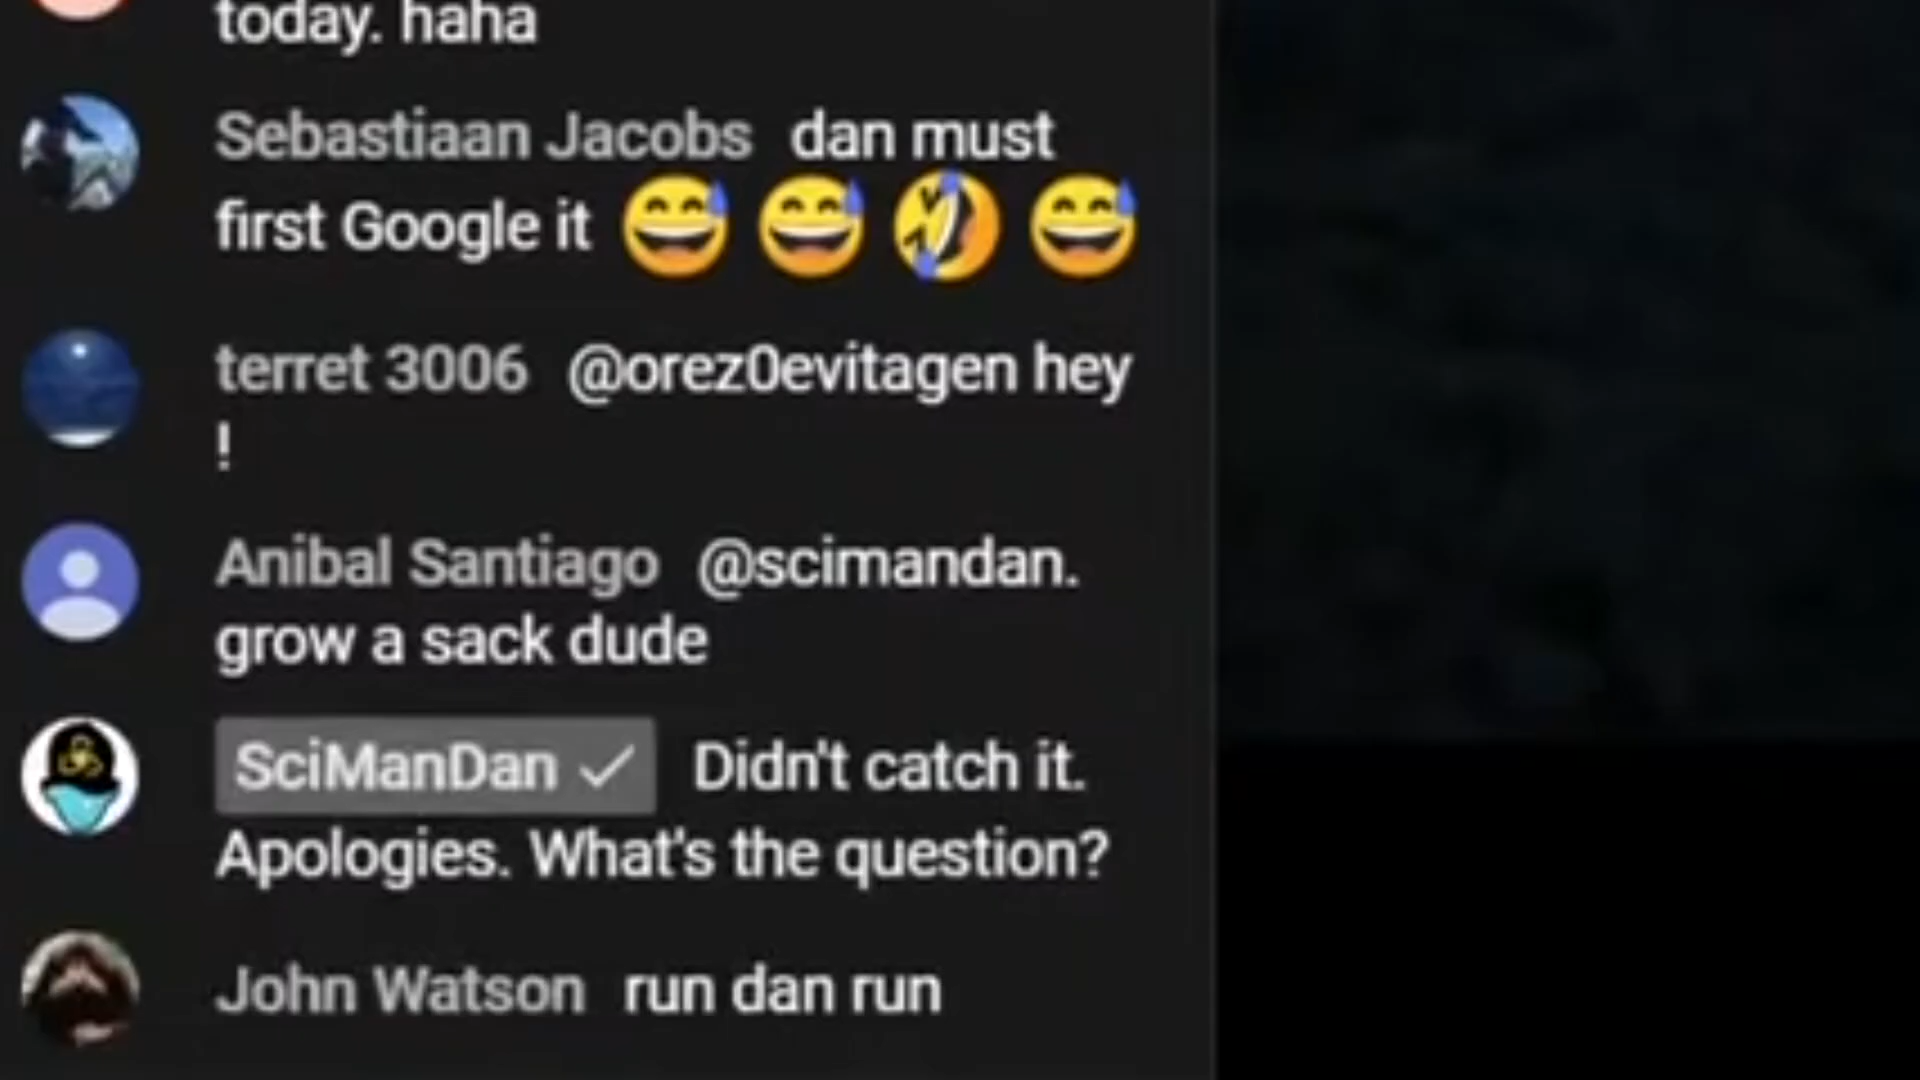 today. haha
Sebastiaan Jacobs dan must
first Google it 😅 😅 🤣 😅
terret 3006 @orez0evitagen hey
!
Anibal Santiago @scimandan.
grow a sack dude
SciManDan ✓ Didn't catch it.
Apologies. What's the question?
John Watson run dan run